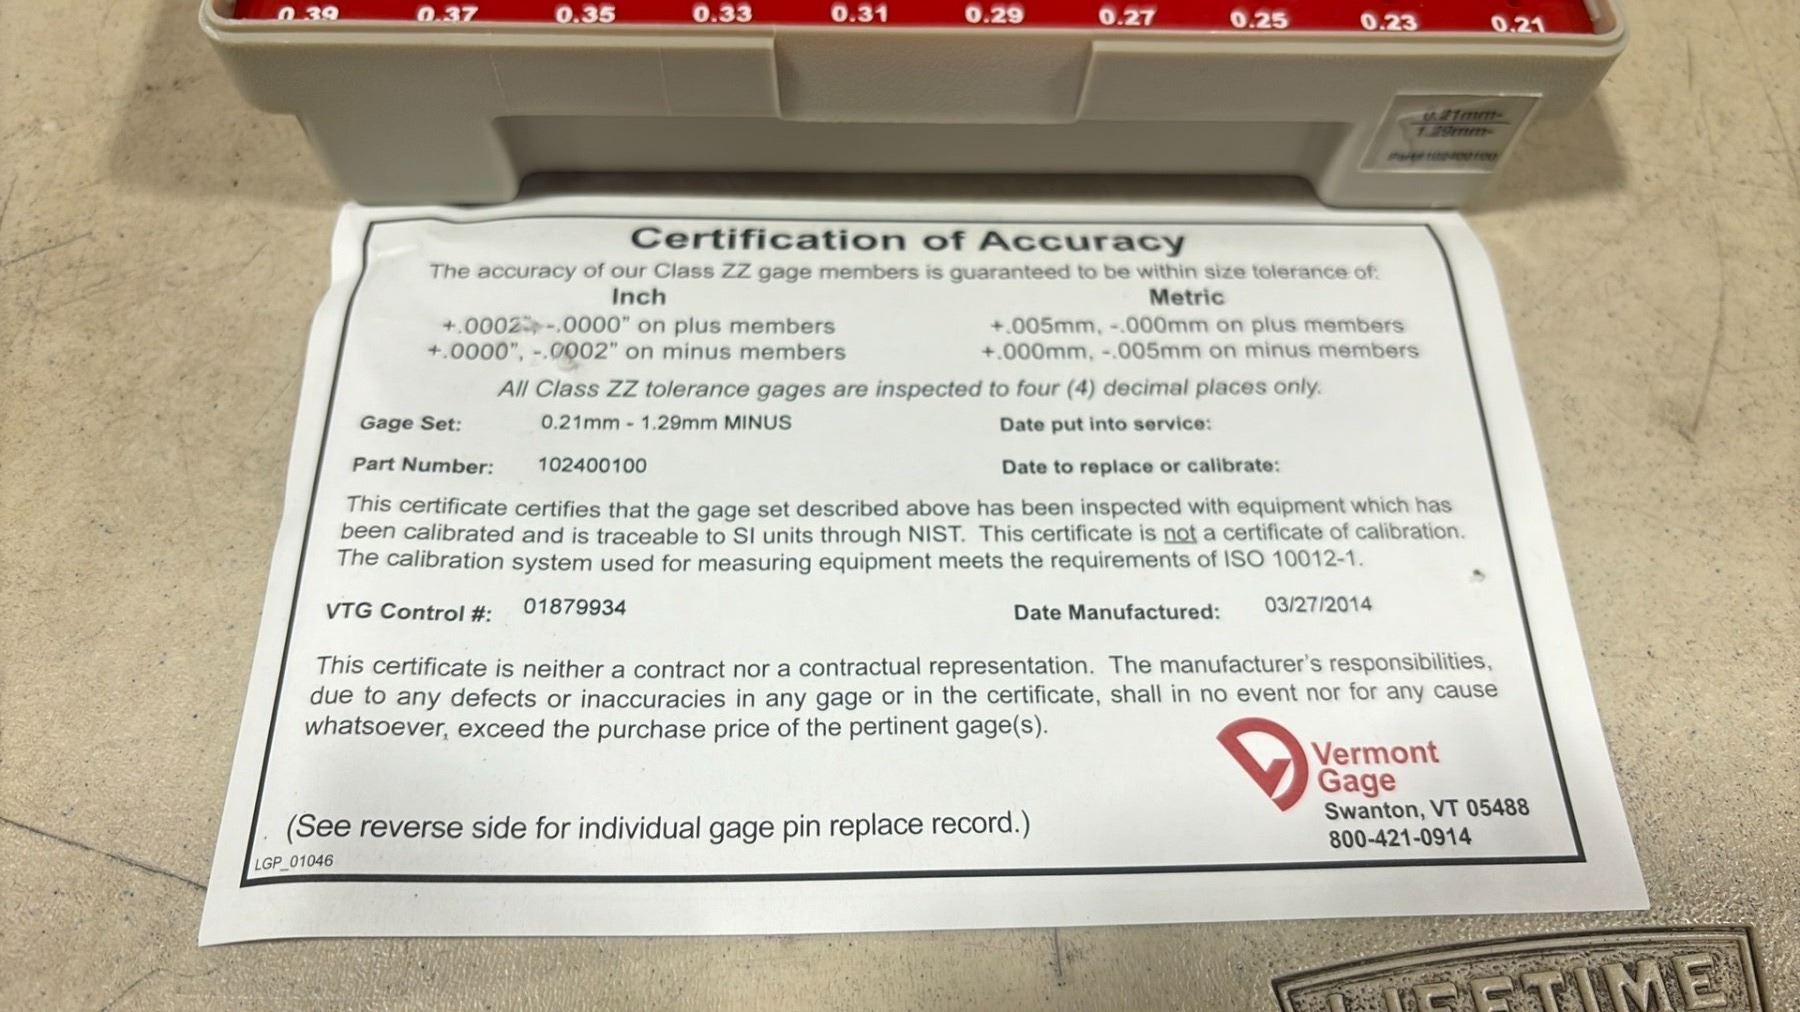 0.39 0.37 0.35 0.33 0.31 0.29 0.27 0.25 0.23 0.21
0.21mm-
1.29mm-
102400100
Certification of Accuracy
The accuracy of our Class ZZ gage members is guaranteed to be within size tolerance of:
Inch Metric
+.0002", -.0000" on plus members +.005mm, -.000mm on plus members
+.0000", -.0002" on minus members +.000mm, -.005mm on minus members
All Class ZZ tolerance gages are inspected to four (4) decimal places only.
Gage Set: 0.21mm - 1.29mm MINUS Date put into service:
Part Number: 102400100 Date to replace or calibrate:
This certificate certifies that the gage set described above has been inspected with equipment which has
been calibrated and is traceable to SI units through NIST. This certificate is not a certificate of calibration.
The calibration system used for measuring equipment meets the requirements of ISO 10012-1.
VTG Control #: 01879934 Date Manufactured: 03/27/2014
This certificate is neither a contract nor a contractual representation. The manufacturer's responsibilities,
due to any defects or inaccuracies in any gage or in the certificate, shall in no event nor for any cause
whatsoever, exceed the purchase price of the pertinent gage(s).
Vermont
Gage
Swanton, VT 05488
800-421-0914
(See reverse side for individual gage pin replace record.)
LGP_01046
LIFETIME